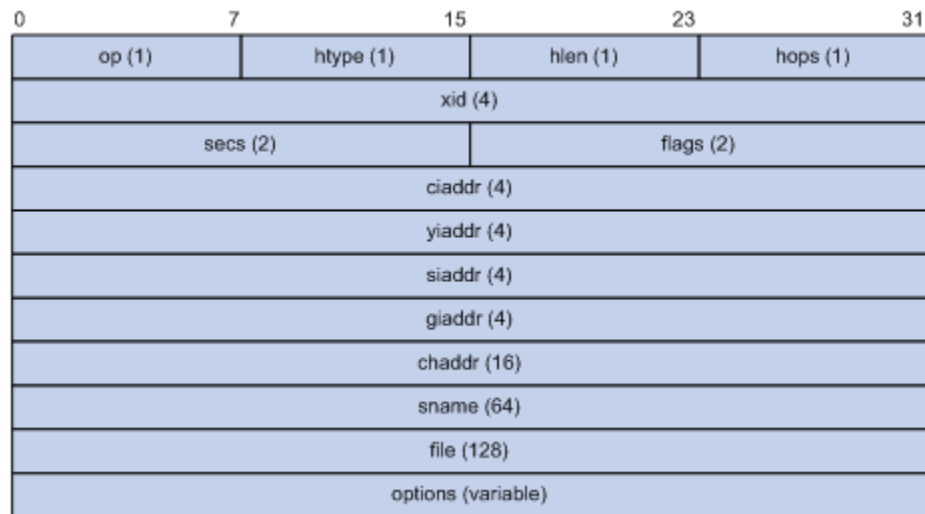 0 7 15 23 31
op (1) htype (1) hlen (1) hops (1)
xid (4)
secs (2) flags (2)
ciaddr (4)
yiaddr (4)
siaddr (4)
giaddr (4)
chaddr (16)
sname (64)
file (128)
options (variable)